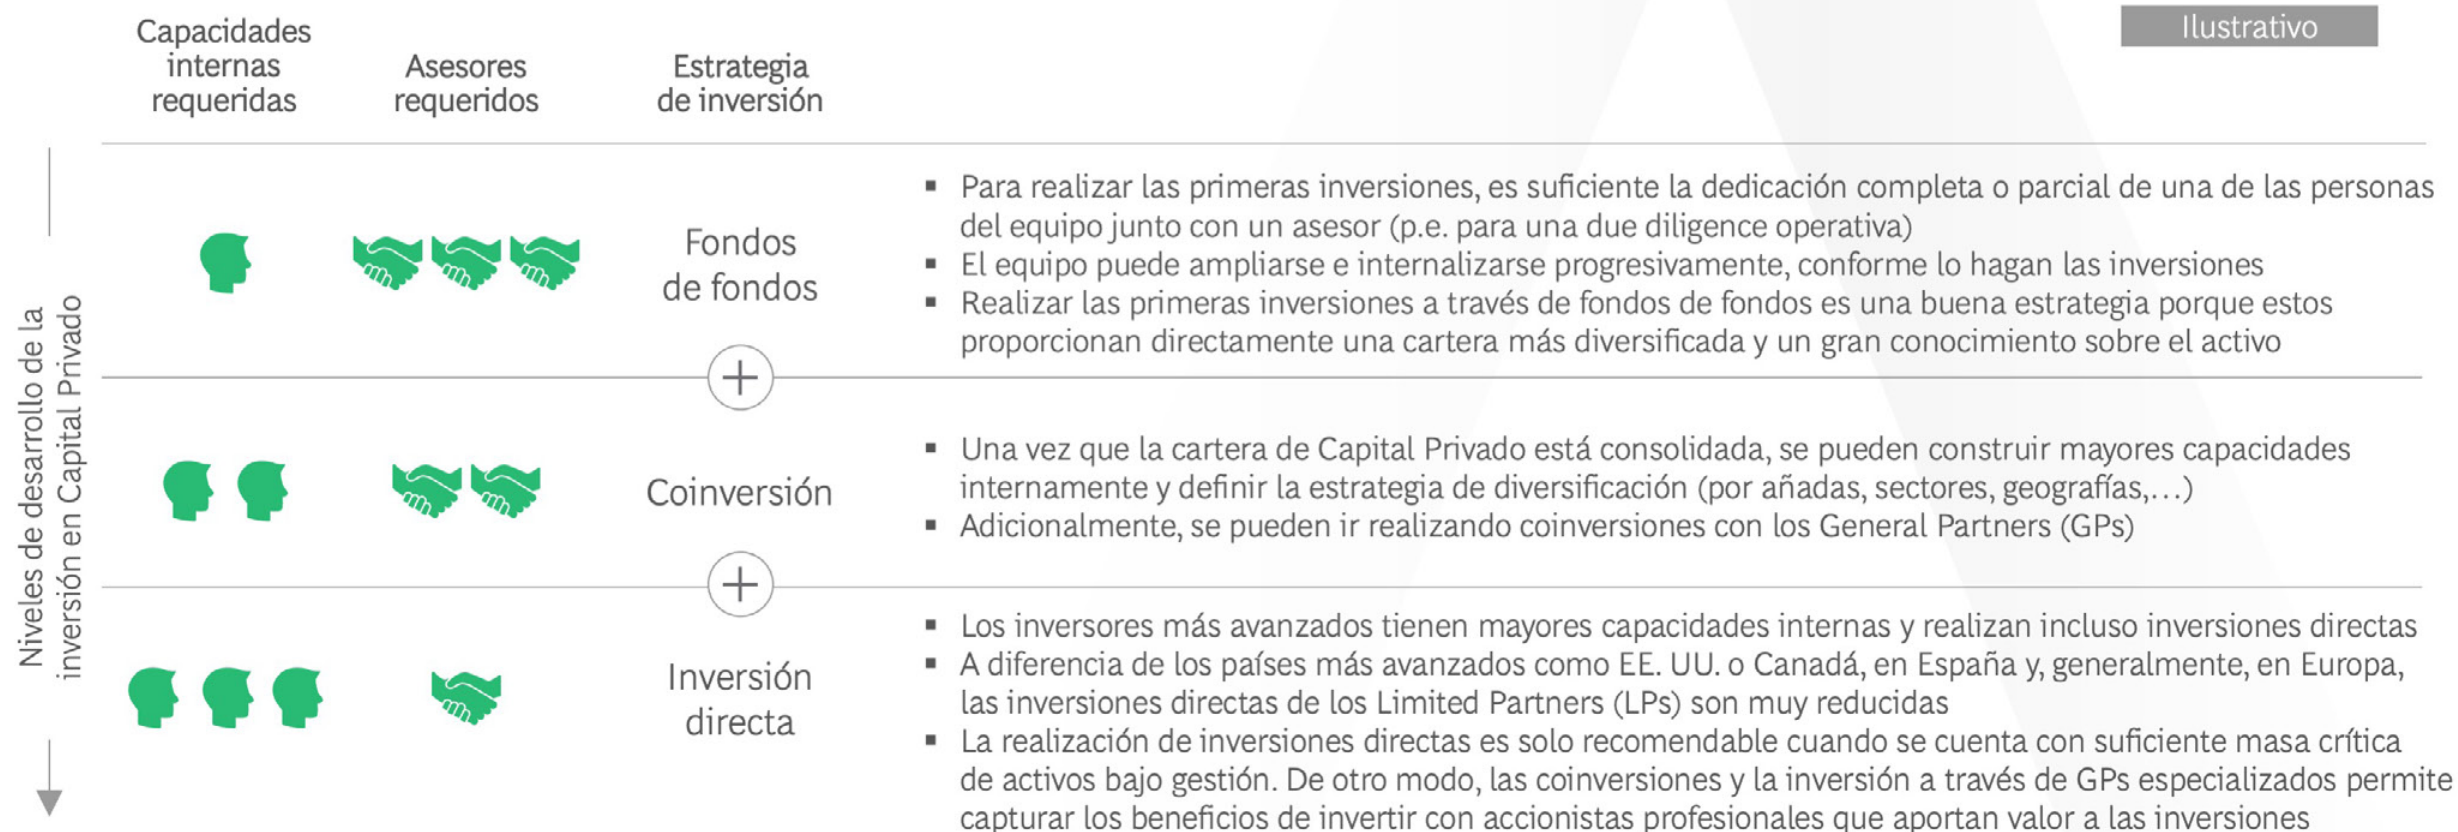 Ilustrativo
Capacidades
internas
requeridas
Asesores
requeridos
Estrategia
de inversión
Niveles de desarrollo de la
inversión en Capital Privado
Fondos
de fondos
▪ Para realizar las primeras inversiones, es suficiente la dedicación completa o parcial de una de las personas
del equipo junto con un asesor (p.e. para una due diligence operativa)
▪ El equipo puede ampliarse e internalizarse progresivamente, conforme lo hagan las inversiones
▪ Realizar las primeras inversiones a través de fondos de fondos es una buena estrategia porque estos
proporcionan directamente una cartera más diversificada y un gran conocimiento sobre el activo
+
Coinversión
▪ Una vez que la cartera de Capital Privado está consolidada, se pueden construir mayores capacidades
internamente y definir la estrategia de diversificación (por añadas, sectores, geografías,…)
▪ Adicionalmente, se pueden ir realizando coinversiones con los General Partners (GPs)
+
Inversión
directa
▪ Los inversores más avanzados tienen mayores capacidades internas y realizan incluso inversiones directas
▪ A diferencia de los países más avanzados como EE. UU. o Canadá, en España y, generalmente, en Europa,
las inversiones directas de los Limited Partners (LPs) son muy reducidas
▪ La realización de inversiones directas es solo recomendable cuando se cuenta con suficiente masa crítica
de activos bajo gestión. De otro modo, las coinversiones y la inversión a través de GPs especializados permite
capturar los beneficios de invertir con accionistas profesionales que aportan valor a las inversiones